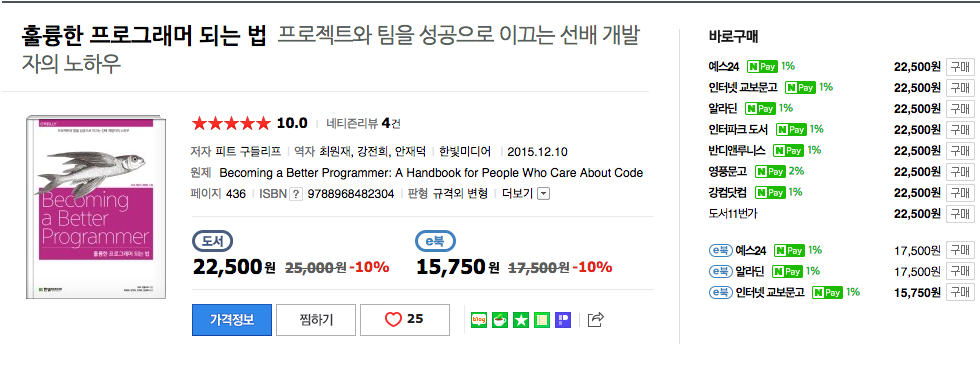 훌륭한 프로그래머 되는 법 프로젝트와 팀을 성공으로 이끄는 선배 개발
자의 노하우
Becoming
a Better
Programmer
훌륭한 프로그래머 되는 법
한빛미디어
10.0 네티즌리뷰 4건
저자 피트 구들리프 역자 최원재, 강전희, 안재덕 한빛미디어 2015.12.10
원제 Becoming a Better Programmer: A Handbook for People Who Care About Code
페이지 436 ISBN ? 9788968482304 판형 규격외 변형 더보기
도서
22,500원 25,000원 -10%
e북
15,750원 17,500원 -10%
가격정보 찜하기 25
blog
바로구매
예스24 N Pay 1% 22,500원 구매
인터넷 교보문고 N Pay 1% 22,500원 구매
알라딘 N Pay 1% 22,500원 구매
인터파크 도서 N Pay 1% 22,500원 구매
반디앤루니스 N Pay 1% 22,500원 구매
영풍문고 N Pay 2% 22,500원 구매
강컴닷컴 N Pay 1% 22,500원 구매
도서11번가 22,500원 구매
e북 예스24 N Pay 1% 17,500원 구매
e북 알라딘 N Pay 1% 17,500원 구매
e북 인터넷 교보문고 N Pay 1% 15,750원 구매